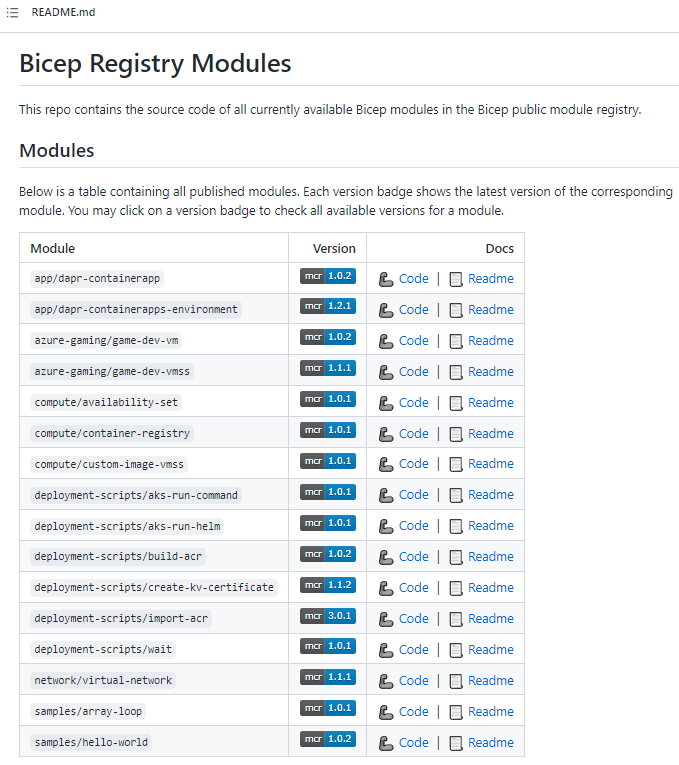 README.md
Bicep Registry Modules
This repo contains the source code of all currently available Bicep modules in the Bicep public module registry.
Modules
Below is a table containing all published modules. Each version badge shows the latest version of the corresponding
module. You may click on a version badge to check all available versions for a module.
Module Version Docs
app/dapr-containerapp mcr 1.0.2 Code | Readme
app/dapr-containerapps-environment mcr 1.2.1 Code | Readme
azure-gaming/game-dev-vm mcr 1.0.2 Code | Readme
azure-gaming/game-dev-vmss mcr 1.1.1 Code | Readme
compute/availability-set mcr 1.0.1 Code | Readme
compute/container-registry mcr 1.0.1 Code | Readme
compute/custom-image-vmss mcr 1.0.1 Code | Readme
deployment-scripts/aks-run-command mcr 1.0.1 Code | Readme
deployment-scripts/aks-run-helm mcr 1.0.1 Code | Readme
deployment-scripts/build-acr mcr 1.0.2 Code | Readme
deployment-scripts/create-kv-certificate mcr 1.1.2 Code | Readme
deployment-scripts/import-acr mcr 3.0.1 Code | Readme
deployment-scripts/wait mcr 1.0.1 Code | Readme
network/virtual-network mcr 1.1.1 Code | Readme
samples/array-loop mcr 1.0.1 Code | Readme
samples/hello-world mcr 1.0.2 Code | Readme